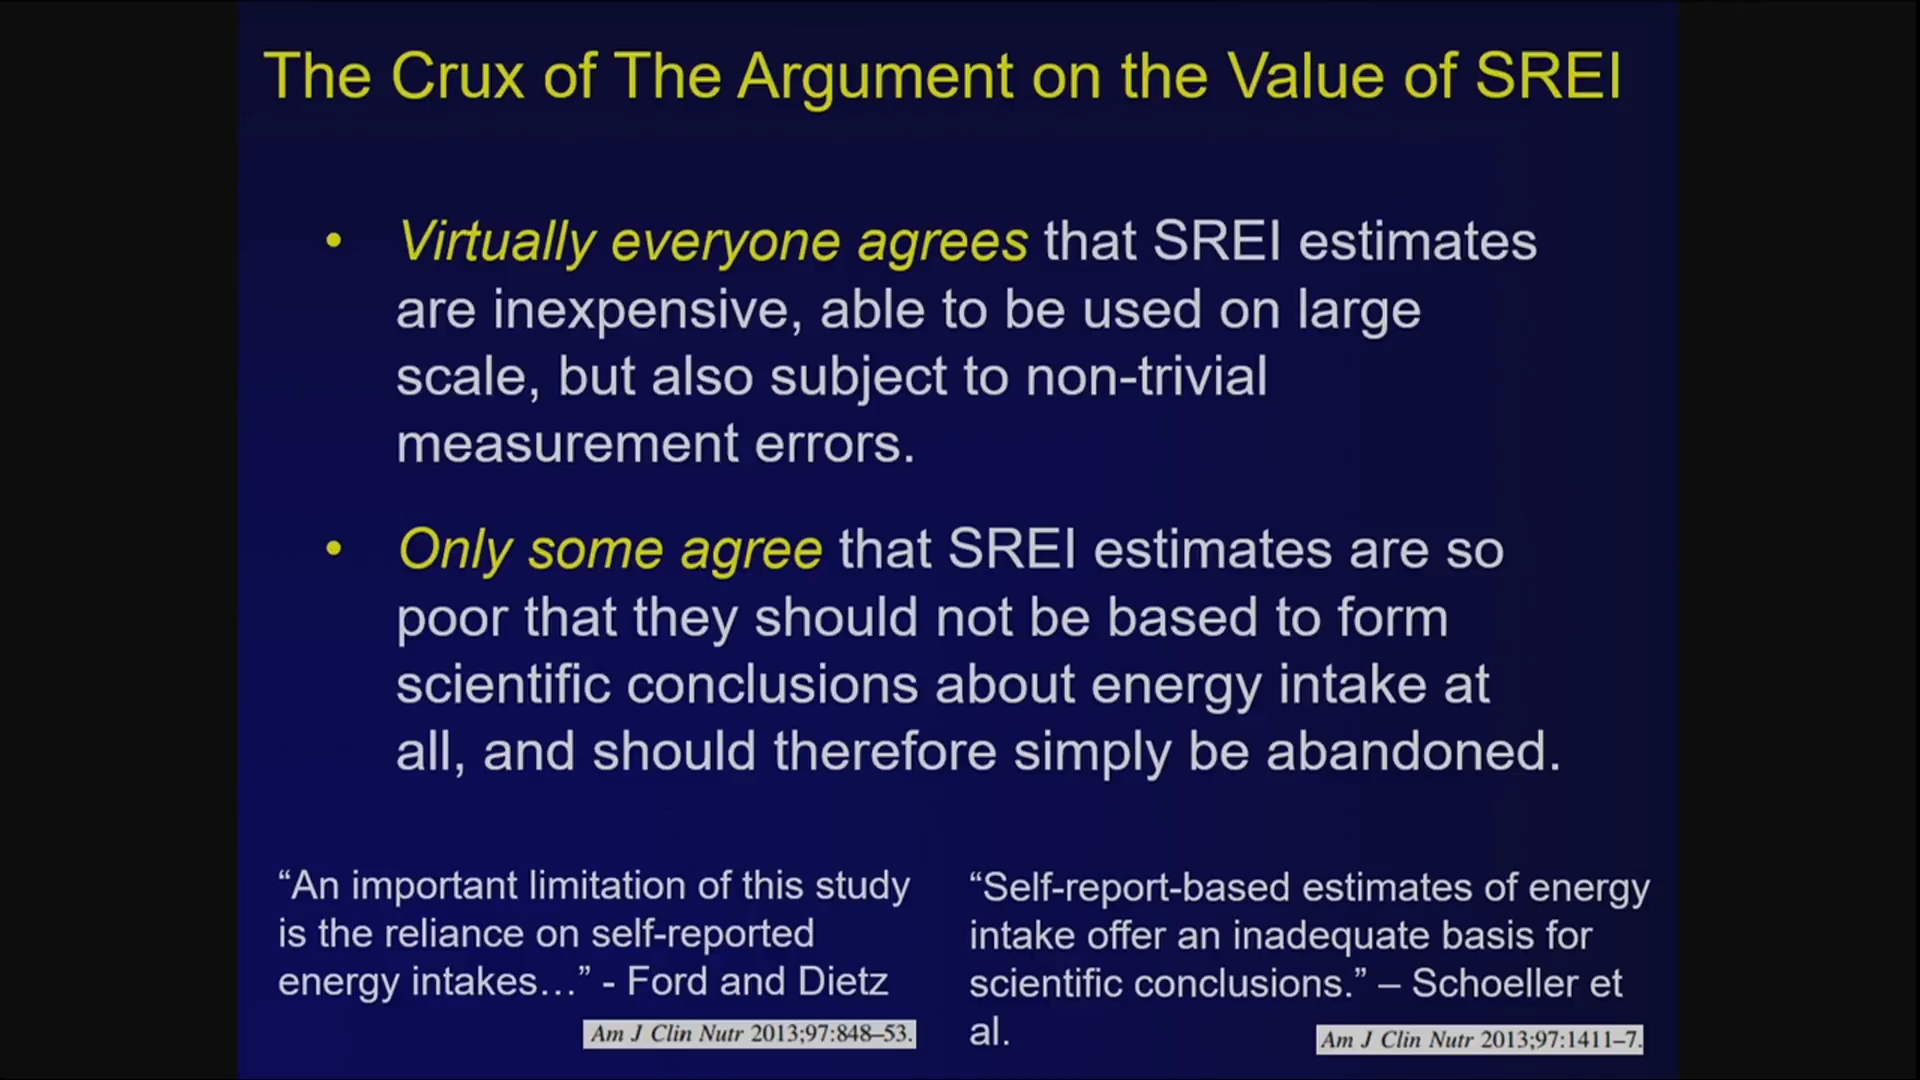 The Crux of The Argument on the Value of SREI
• Virtually everyone agrees that SREI estimates
are inexpensive, able to be used on large
scale, but also subject to non-trivial
measurement errors.
• Only some agree that SREI estimates are so
poor that they should not be based to form
scientific conclusions about energy intake at
all, and should therefore simply be abandoned.
“An important limitation of this study
is the reliance on self-reported
energy intakes…” - Ford and Dietz
Am J Clin Nutr 2013;97:848–53.
“Self-report-based estimates of energy
intake offer an inadequate basis for
scientific conclusions.” – Schoeller et
al.
Am J Clin Nutr 2013;97:1411–7.